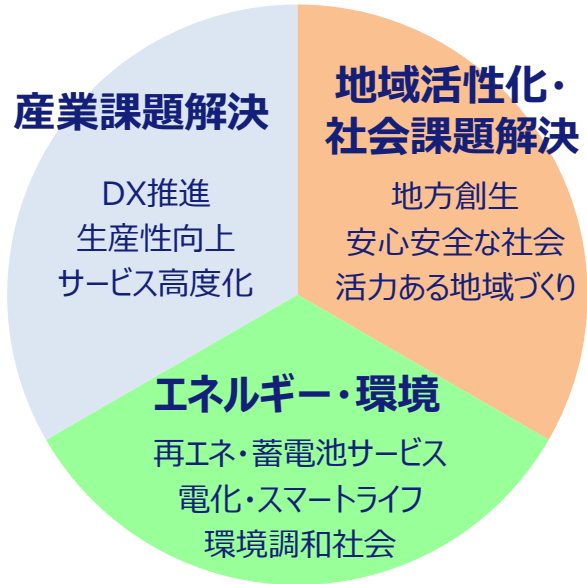 産業課題解決
DX推進
生産性向上
サービス高度化
地域活性化・
社会課題解決
地方創生
安心安全な社会
活力ある地域づくり
エネルギー・環境
再エネ・蓄電池サービス
電化・スマートライフ
環境調和社会